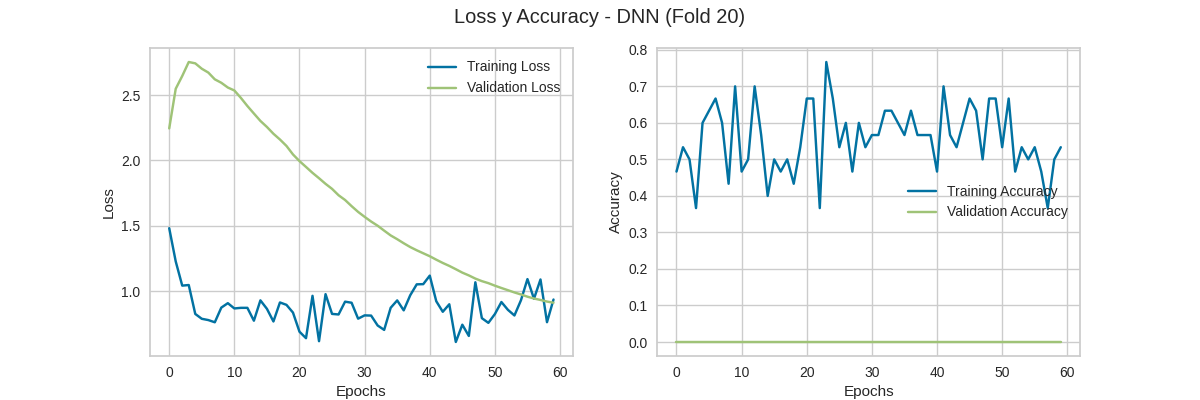 Loss y Accuracy - DNN (Fold 20)
Training Loss
Validation Loss
2.5
2.0
1.5
1.0
Loss
0 10 20 30 40 50 60
Epochs
0.8
0.7
0.6
0.5
0.4
0.3
0.2
0.1
0.0
Accuracy
Training Accuracy
Validation Accuracy
0 10 20 30 40 50 60
Epochs